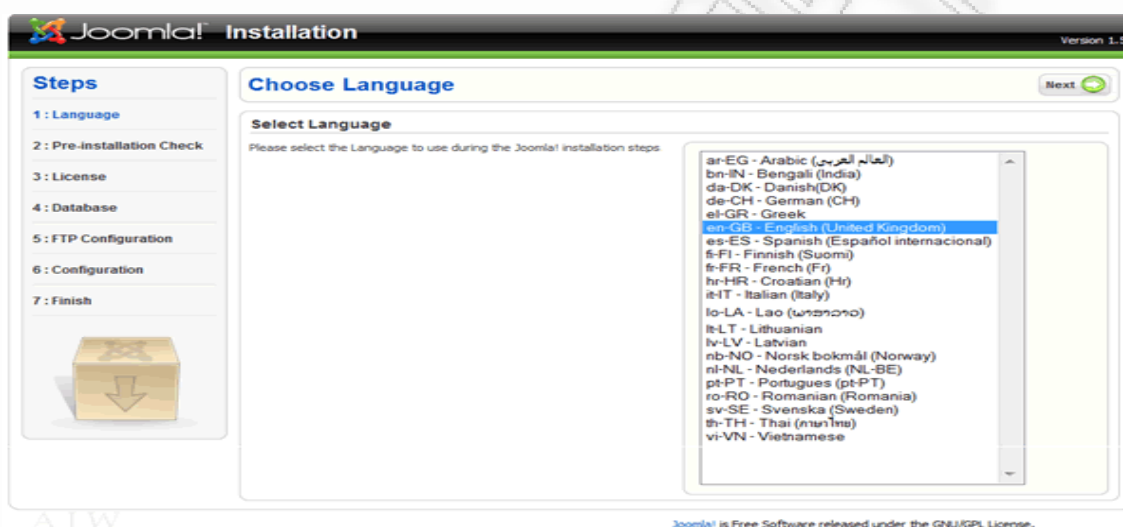 Joomla! Installation
Version 1.5
Steps
1 : Language
2 : Pre-installation Check
3 : License
4 : Database
5 : FTP Configuration
6 : Configuration
7 : Finish
Choose Language
Next
Select Language
Please select the Language to use during the Joomla! installation steps
ar-EG - Arabic (العالم العربي)
bn-IN - Bengali (India)
da-DK - Danish(DK)
de-CH - German (CH)
el-GR - Greek
en-GB - English (United Kingdom)
es-ES - Spanish (Español internacional)
fi-FI - Finnish (Suomi)
fr-FR - French (Fr)
hr-HR - Croatian (Hr)
it-IT - Italian (Italy)
lo-LA - Lao (ພາສາລາວ)
lt-LT - Lithuanian
lv-LV - Latvian
nb-NO - Norsk bokmål (Norway)
nl-NL - Nederlands (NL-BE)
pt-PT - Portugues (pt-PT)
ro-RO - Romanian (Romania)
sv-SE - Svenska (Sweden)
th-TH - Thai (ภาษาไทย)
vi-VN - Vietnamese
Joomla! is Free Software released under the GNU/GPL License.